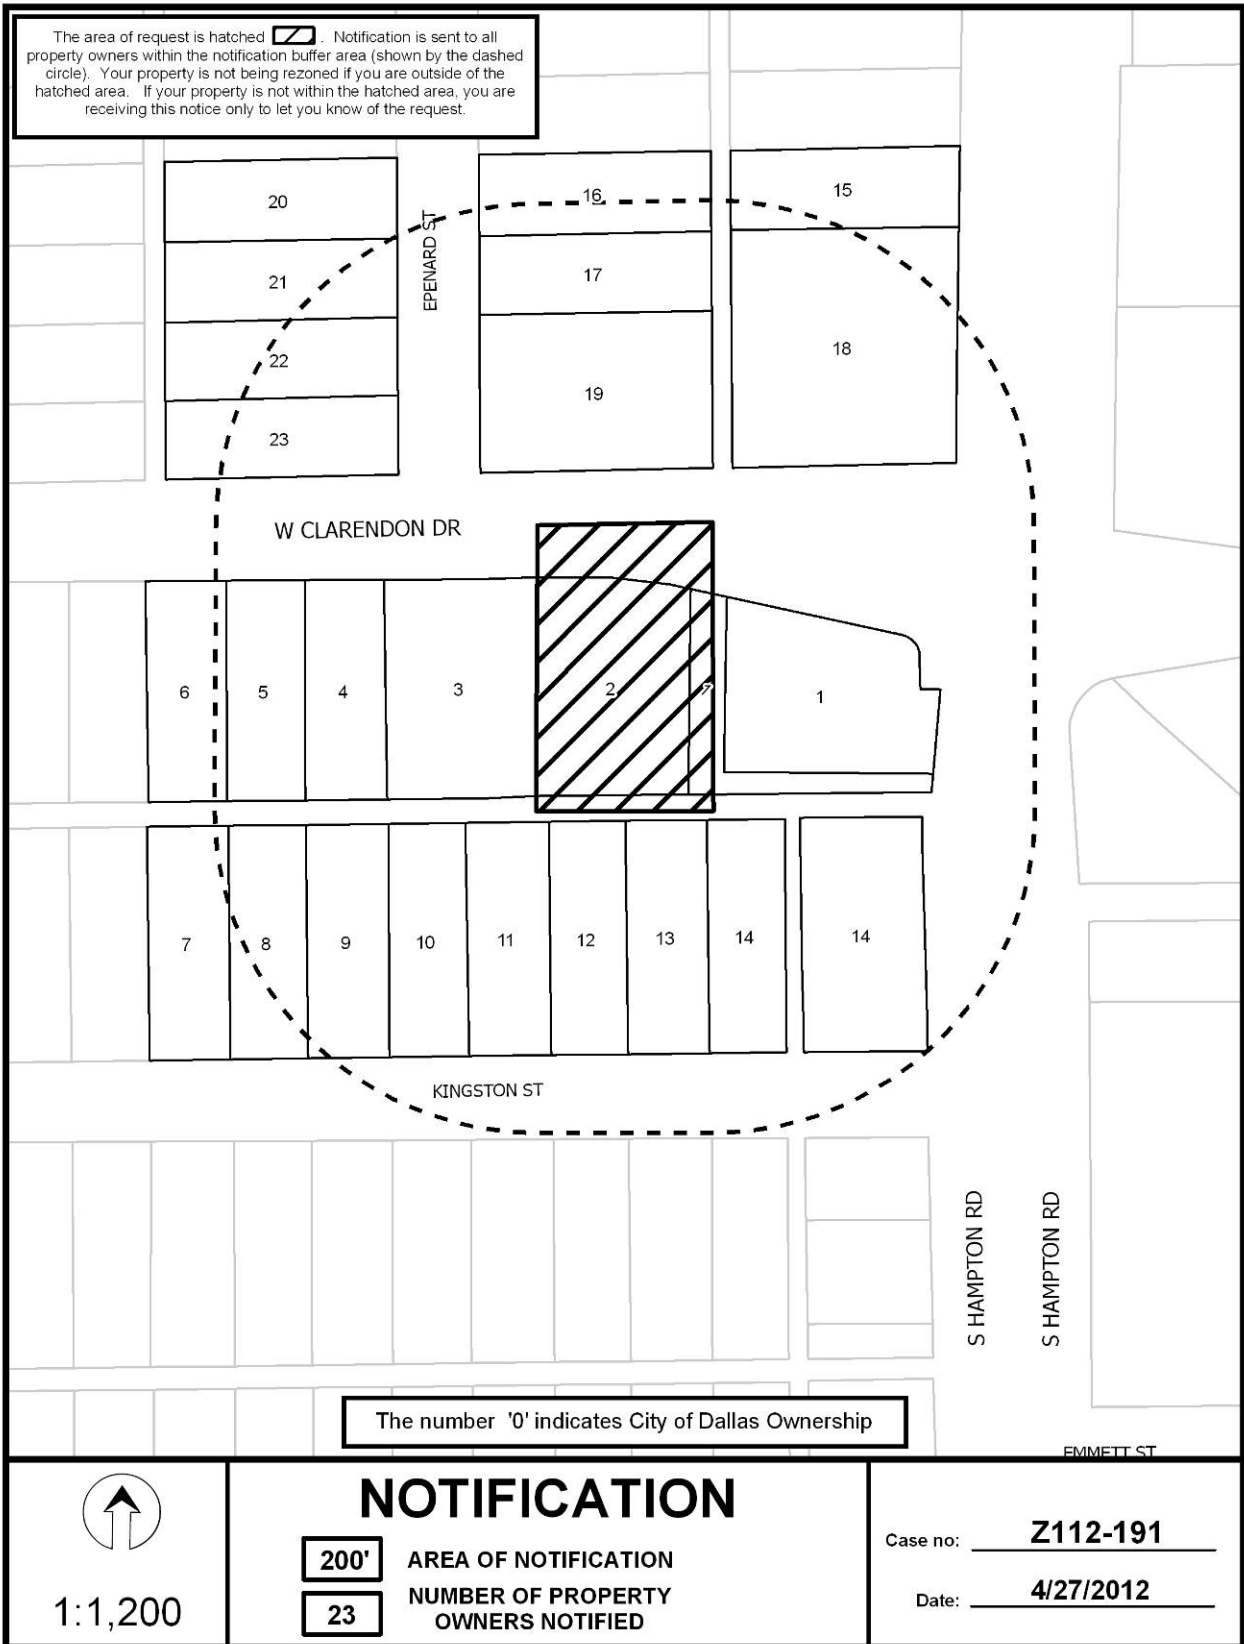 The area of request is hatched . Notification is sent to all
property owners within the notification buffer area (shown by the dashed
circle). Your property is not being rezoned if you are outside of the
hatched area. If your property is not within the hatched area, you are
receiving this notice only to let you know of the request.
20
16
15
EPENARD ST
21
17
22
18
19
23
W CLARENDON DR
6
5
4
3
2
1
7
8
9
10
11
12
13
14
14
KINGSTON ST
S HAMPTON RD
S HAMPTON RD
The number '0' indicates City of Dallas Ownership
EMMETT ST
1:1,200
NOTIFICATION
200' AREA OF NOTIFICATION
23 NUMBER OF PROPERTY
OWNERS NOTIFIED
Case no: Z112-191
Date: 4/27/2012